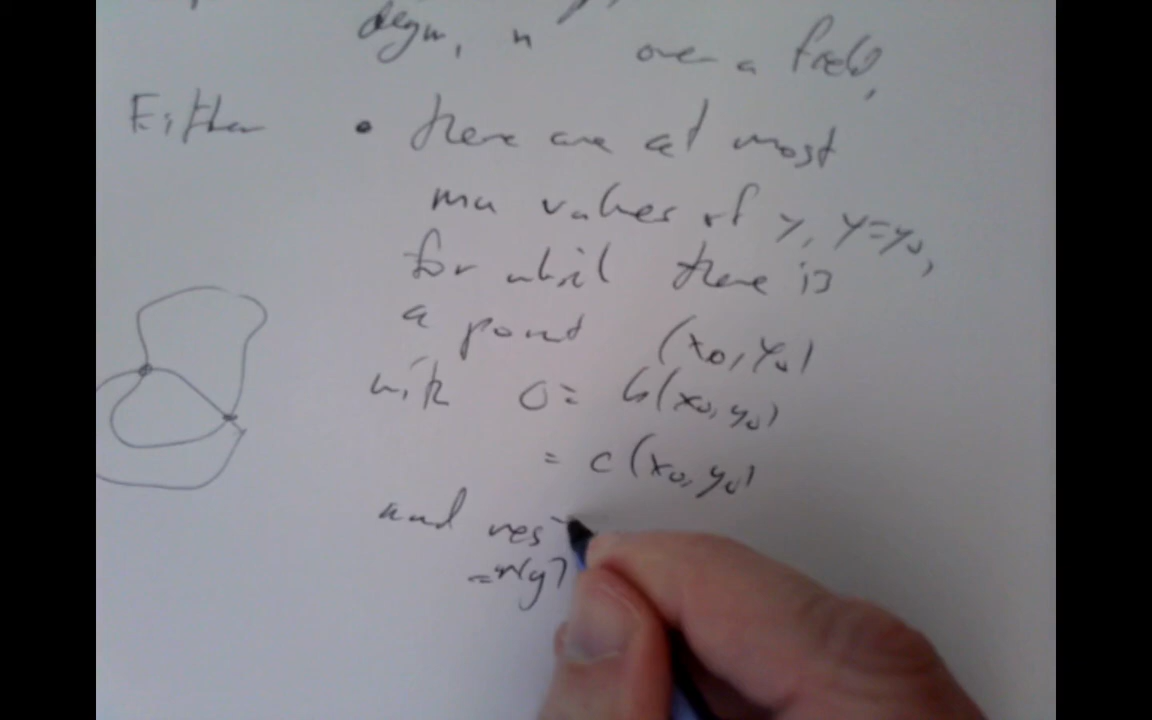 degree n over a field,
Either • there are at most
mn values of y, y=y₀,
for which there is
a point (x₀, y₀)
with 0 = b(x₀, y₀)
= c(x₀, y₀)
and res
=r(y)